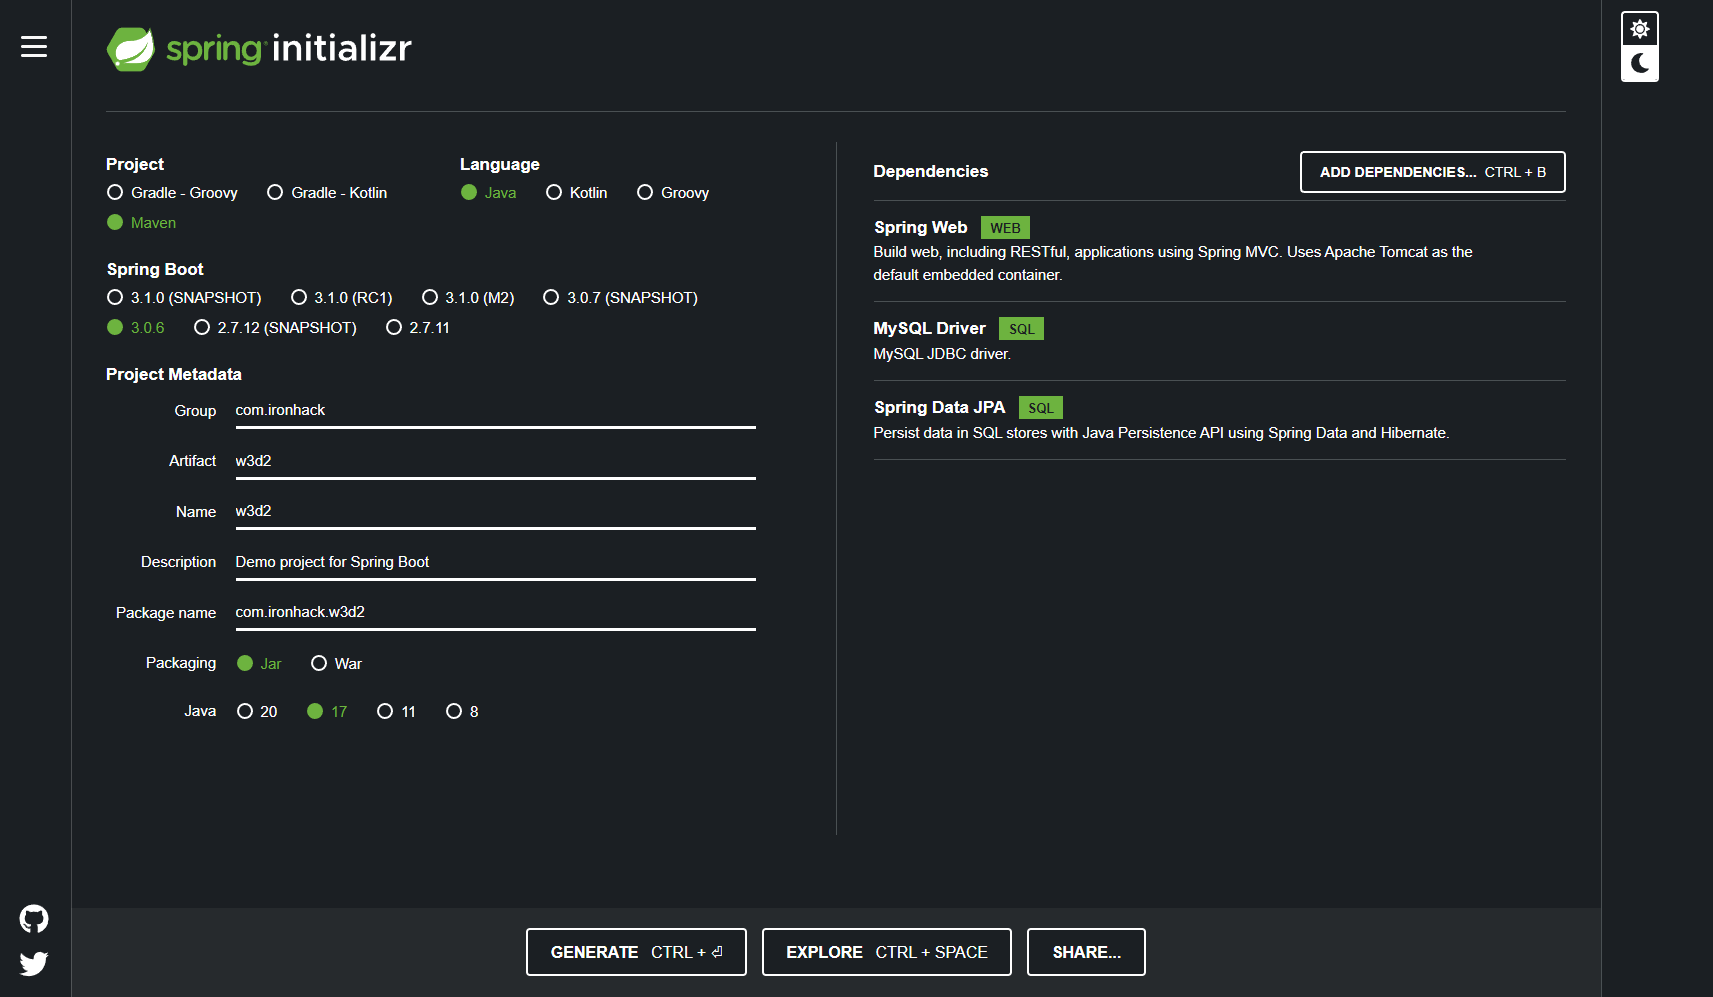 spring initializr
Project
Gradle - Groovy Gradle - Kotlin
Maven
Language
Java Kotlin Groovy
Spring Boot
3.1.0 (SNAPSHOT) 3.1.0 (RC1) 3.1.0 (M2) 3.0.7 (SNAPSHOT)
3.0.6 2.7.12 (SNAPSHOT) 2.7.11
Project Metadata
Group com.ironhack
Artifact w3d2
Name w3d2
Description Demo project for Spring Boot
Package name com.ironhack.w3d2
Packaging Jar War
Java 20 17 11 8
Dependencies ADD DEPENDENCIES... CTRL + B
Spring Web WEB
Build web, including RESTful, applications using Spring MVC. Uses Apache Tomcat as the
default embedded container.
MySQL Driver SQL
MySQL JDBC driver.
Spring Data JPA SQL
Persist data in SQL stores with Java Persistence API using Spring Data and Hibernate.
GENERATE CTRL + ⏎ EXPLORE CTRL + SPACE SHARE...